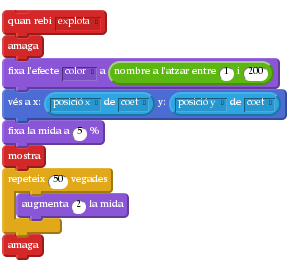 quan rebi explota
amaga
fixa l'efecte color a nombre a l'atzar entre 1 i 200
vés a x: posició x de coet y: posició y de coet
fixa la mida a 5 %
mostra
repeteix 50 vegades
augmenta 2 la mida
amaga